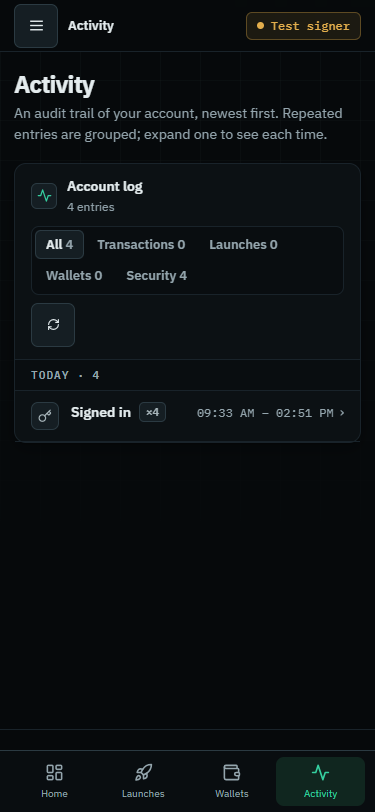 Activity
Test signer
Activity
An audit trail of your account, newest first. Repeated
entries are grouped; expand one to see each time.
Account log
4 entries
All 4 Transactions 0 Launches 0
Wallets 0 Security 4
TODAY · 4
Signed in ×4 09:33 AM – 02:51 PM ›
Home Launches Wallets Activity